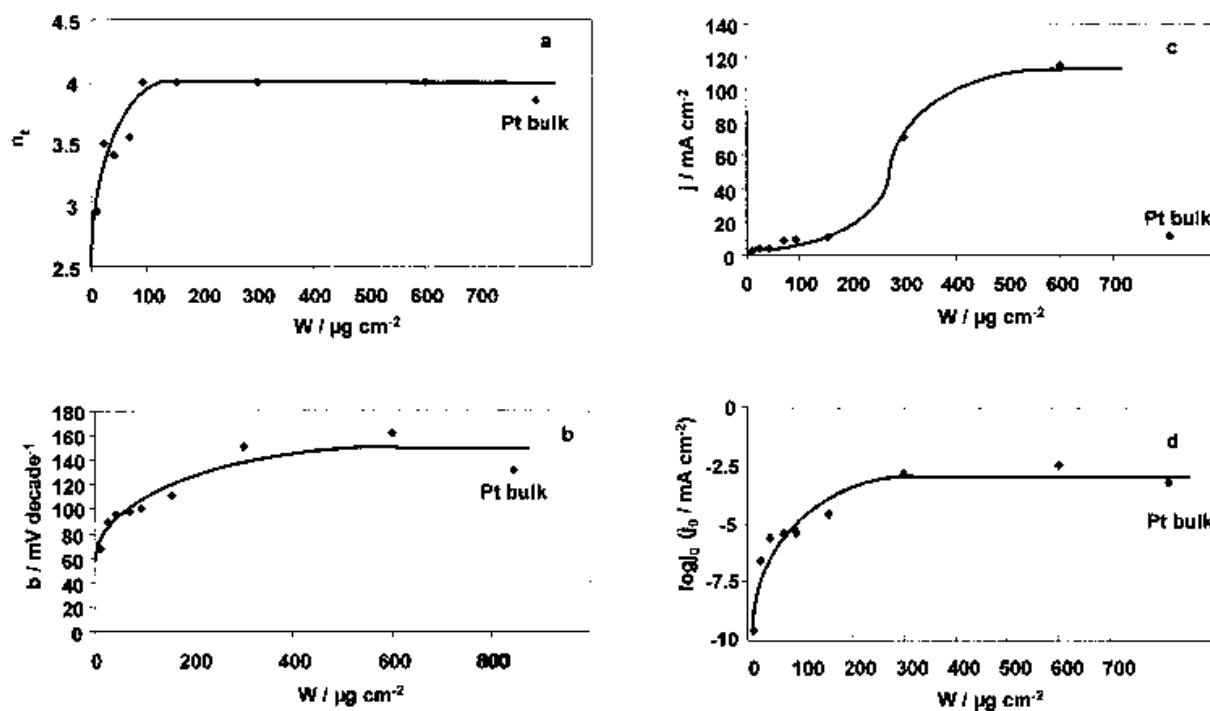 a
4.5
4
3.5
3
2.5
n_t
Pt bulk
0 100 200 300 400 500 600 700
W / µg cm⁻²
c
140
120
100
80
60
40
20
0
j / mA cm⁻²
Pt bulk
0 100 200 300 400 500 600 700
W / µg cm⁻²
b
180
160
140
120
100
80
60
40
20
0
b / mV decade⁻¹
Pt bulk
0 200 400 600 800
W / µg cm⁻²
d
0
-2.5
-5
-7.5
-10
logj₀ (j₀ / mA cm⁻²)
Pt bulk
0 100 200 300 400 500 600 700
W / µg cm⁻²